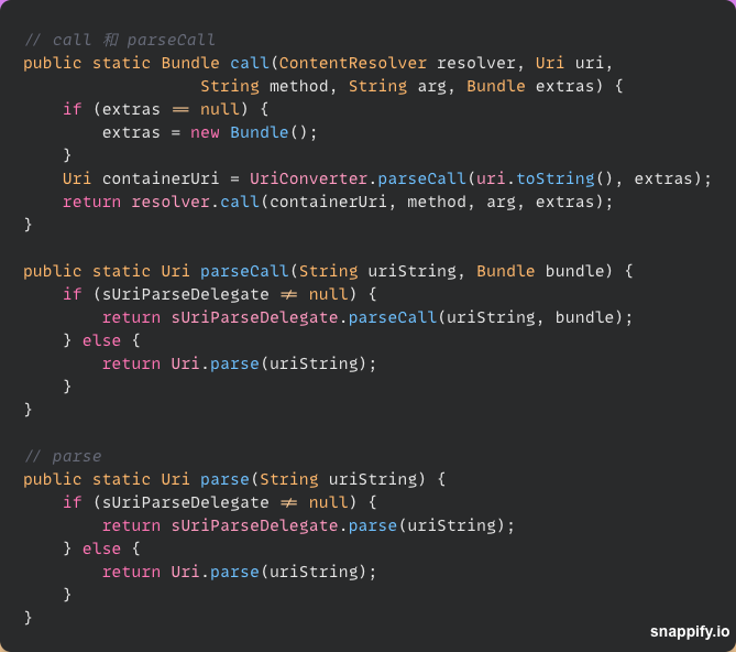 // call 和 parseCall
public static Bundle call(ContentResolver resolver, Uri uri,
                  String method, String arg, Bundle extras) {
    if (extras == null) {
        extras = new Bundle();
    }
    Uri containerUri = UriConverter.parseCall(uri.toString(), extras);
    return resolver.call(containerUri, method, arg, extras);
}

public static Uri parseCall(String uriString, Bundle bundle) {
    if (sUriParseDelegate != null) {
        return sUriParseDelegate.parseCall(uriString, bundle);
    } else {
        return Uri.parse(uriString);
    }
}

// parse
public static Uri parse(String uriString) {
    if (sUriParseDelegate != null) {
        return sUriParseDelegate.parse(uriString);
    } else {
        return Uri.parse(uriString);
    }
}
snappify.io